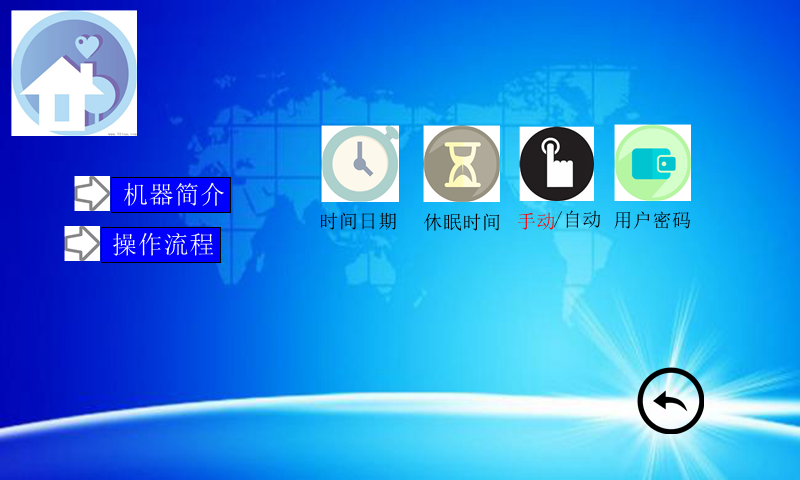 机器简介
操作流程
时间日期
休眠时间
手动/自动
用户密码